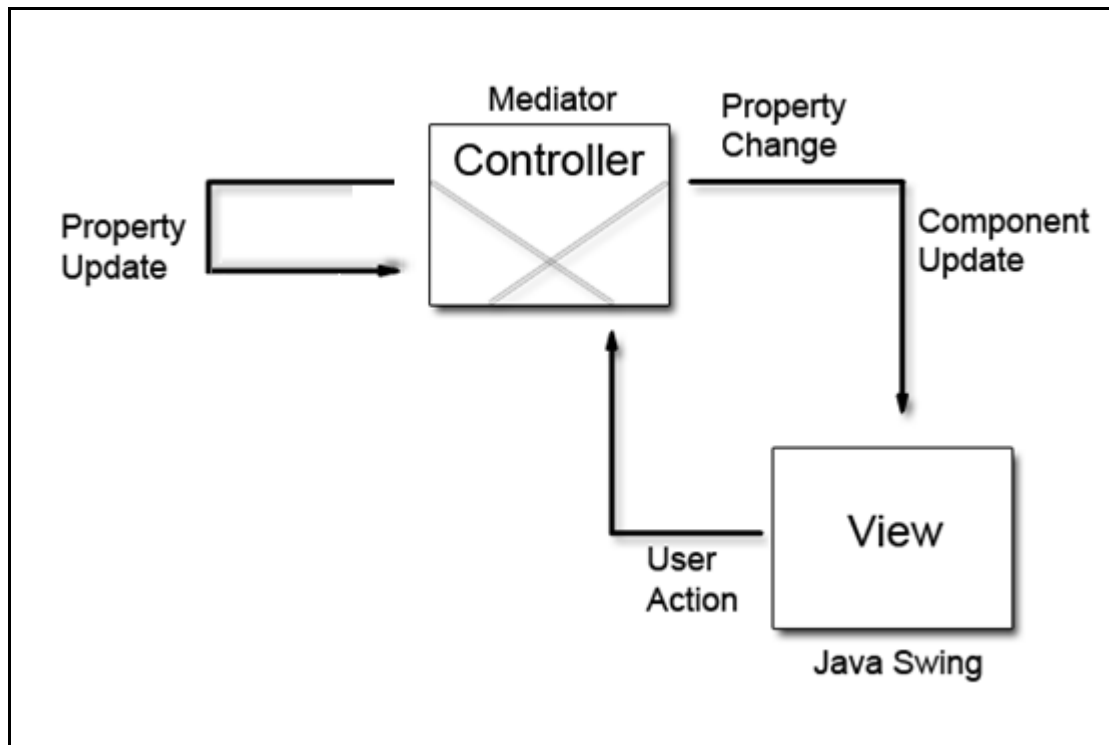 Mediator
Controller
Property
Change
Property
Update
Component
Update
User
Action
View
Java Swing